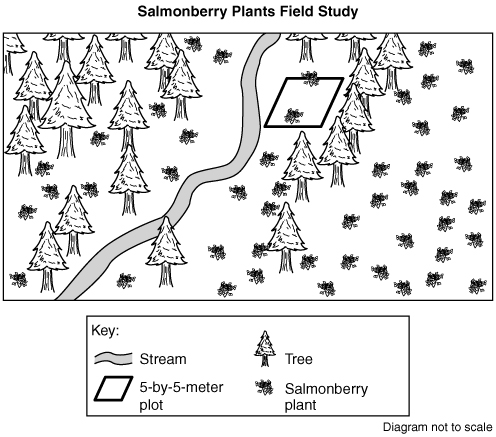 Salmonberry Plants Field Study
Key:
Stream
Tree
5-by-5-meter
plot
Salmonberry
plant
Diagram not to scale